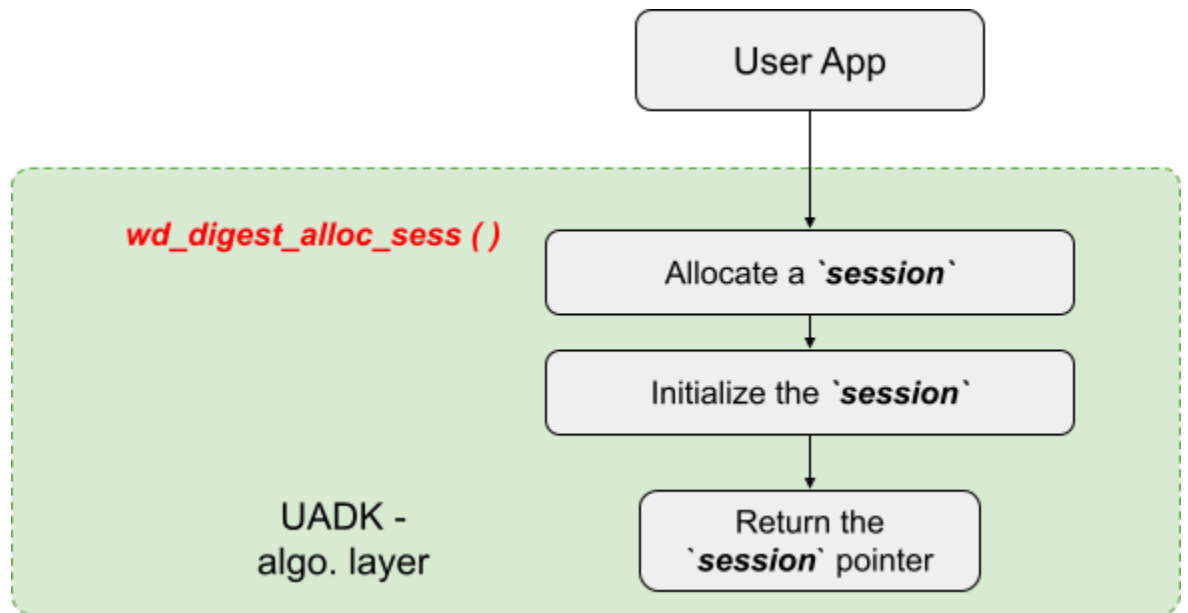 User App
wd_digest_alloc_sess ( )
Allocate a `session`
Initialize the `session`
UADK -
algo. layer
Return the
`session` pointer